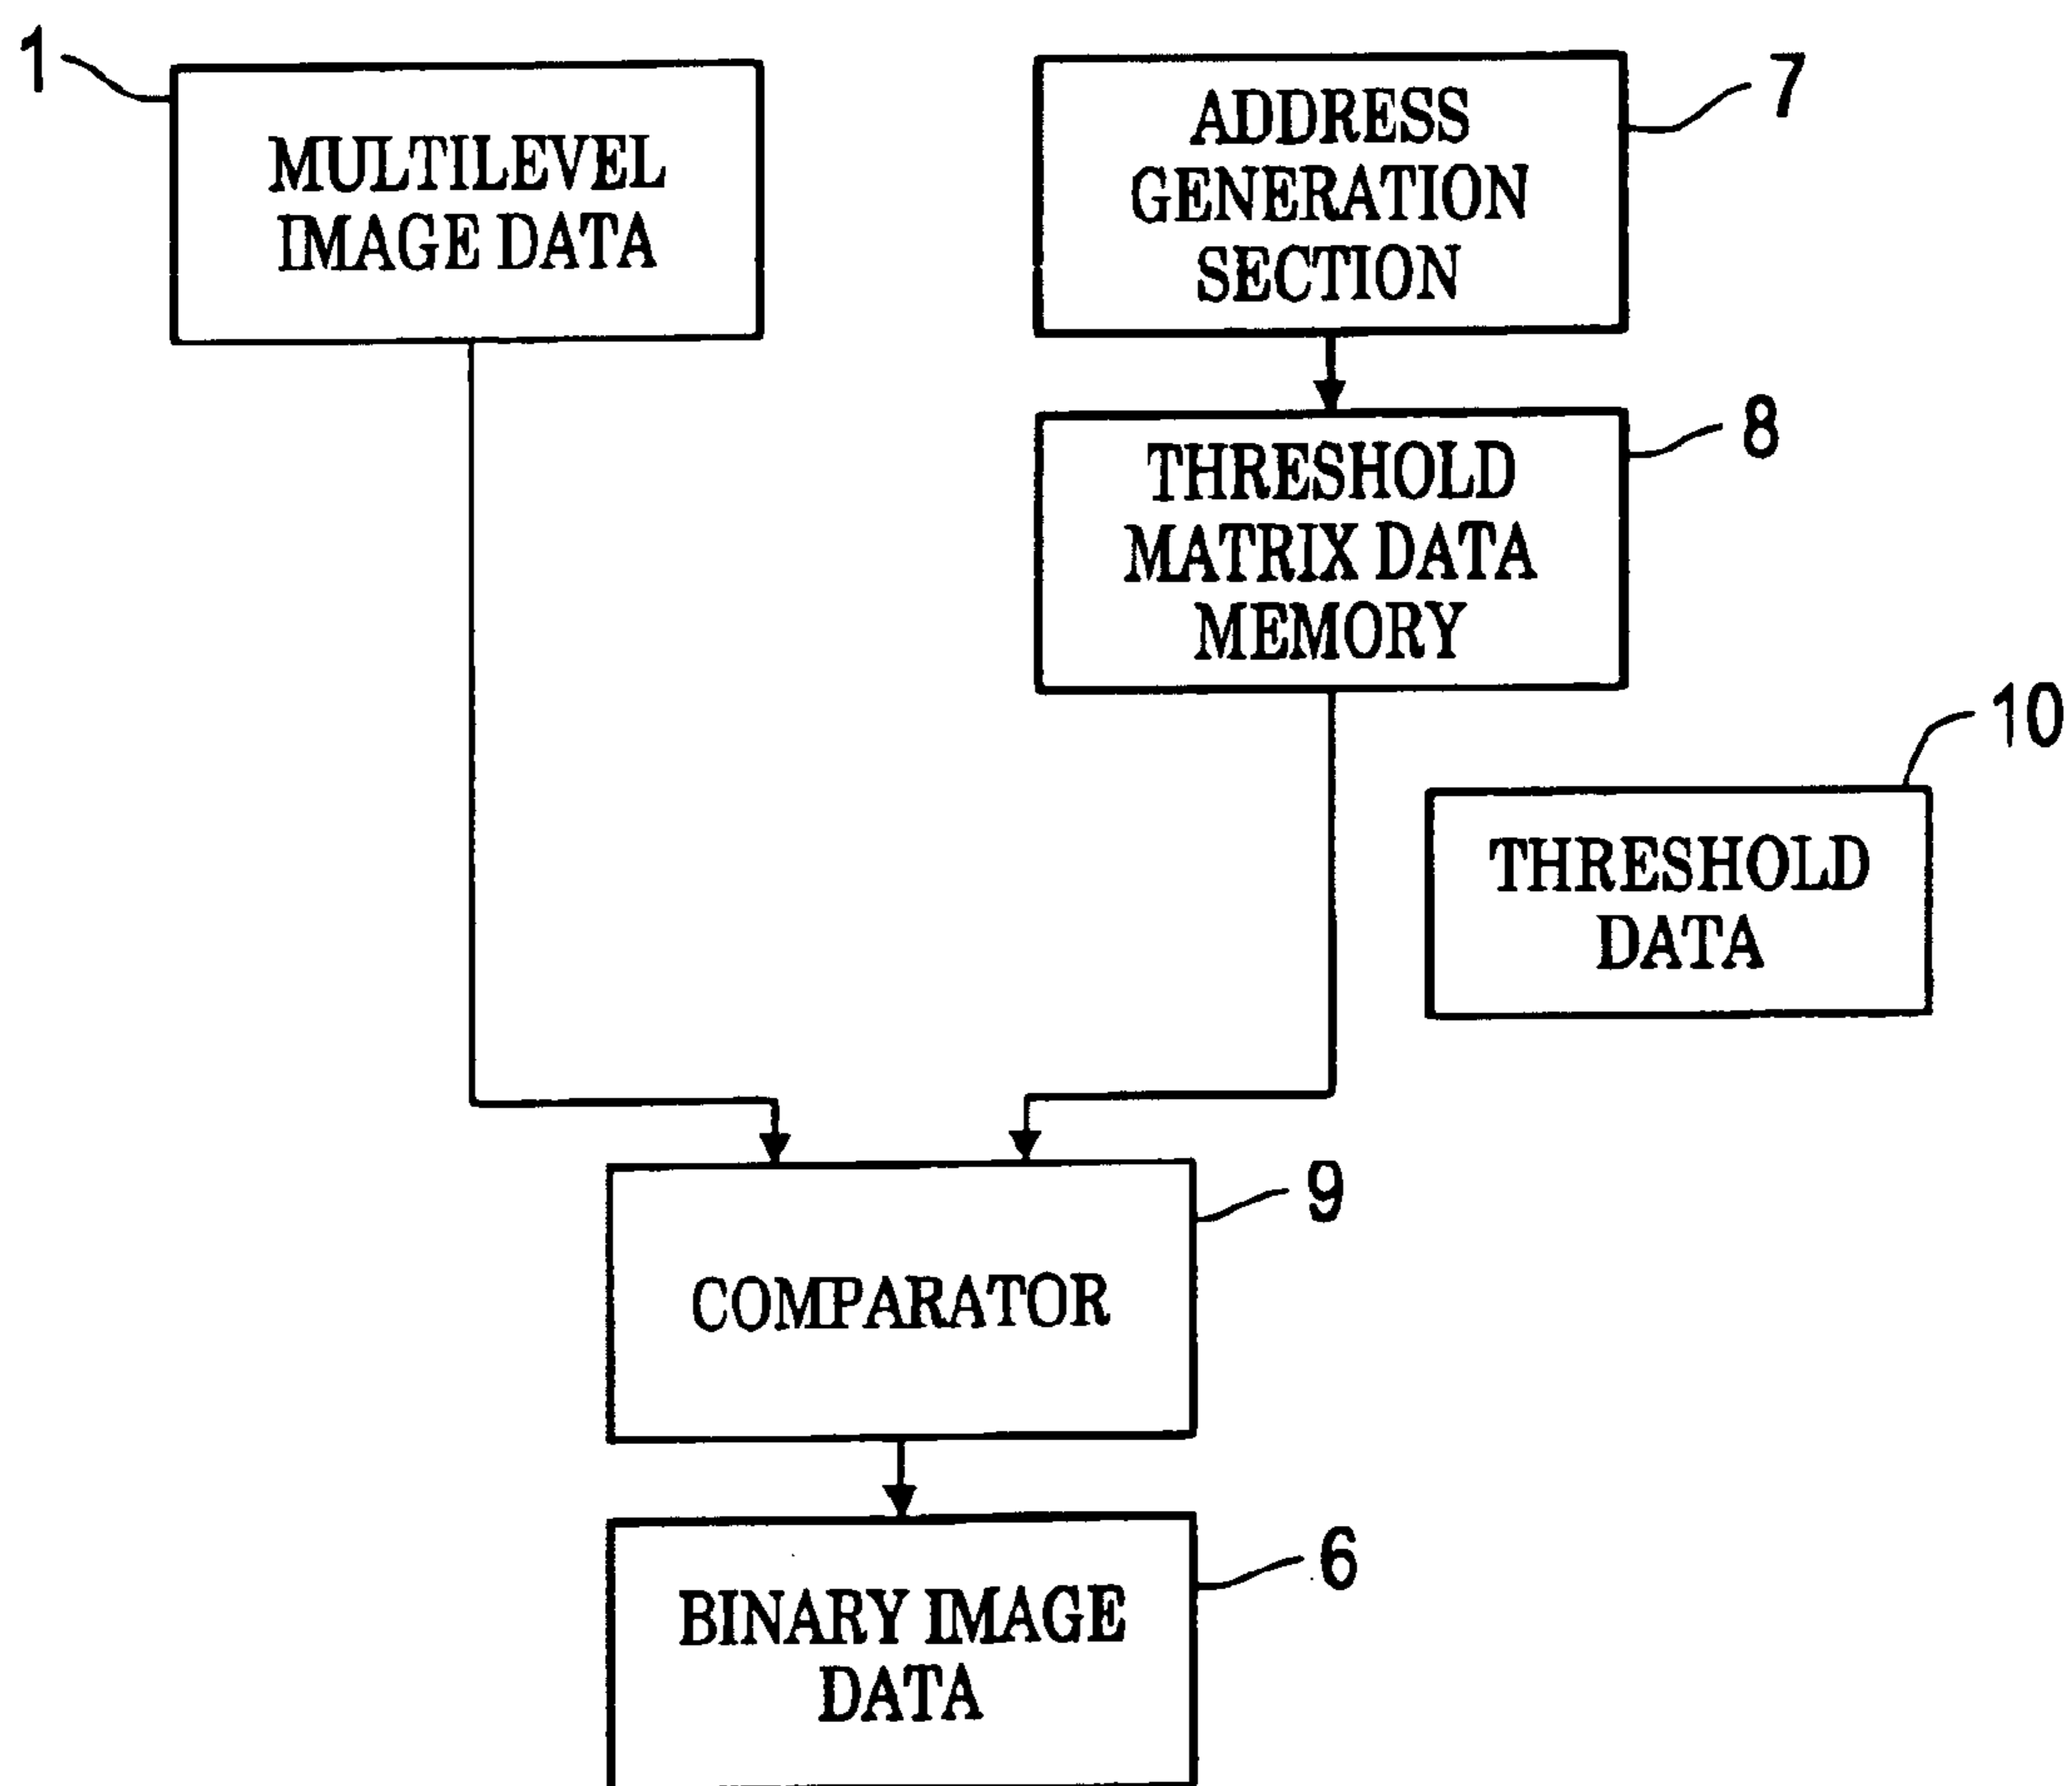 1
MULTILEVEL
IMAGE DATA
ADDRESS
GENERATION
SECTION
7
THRESHOLD
MATRIX DATA
MEMORY
8
10
THRESHOLD
DATA
COMPARATOR
9
BINARY IMAGE
DATA
6